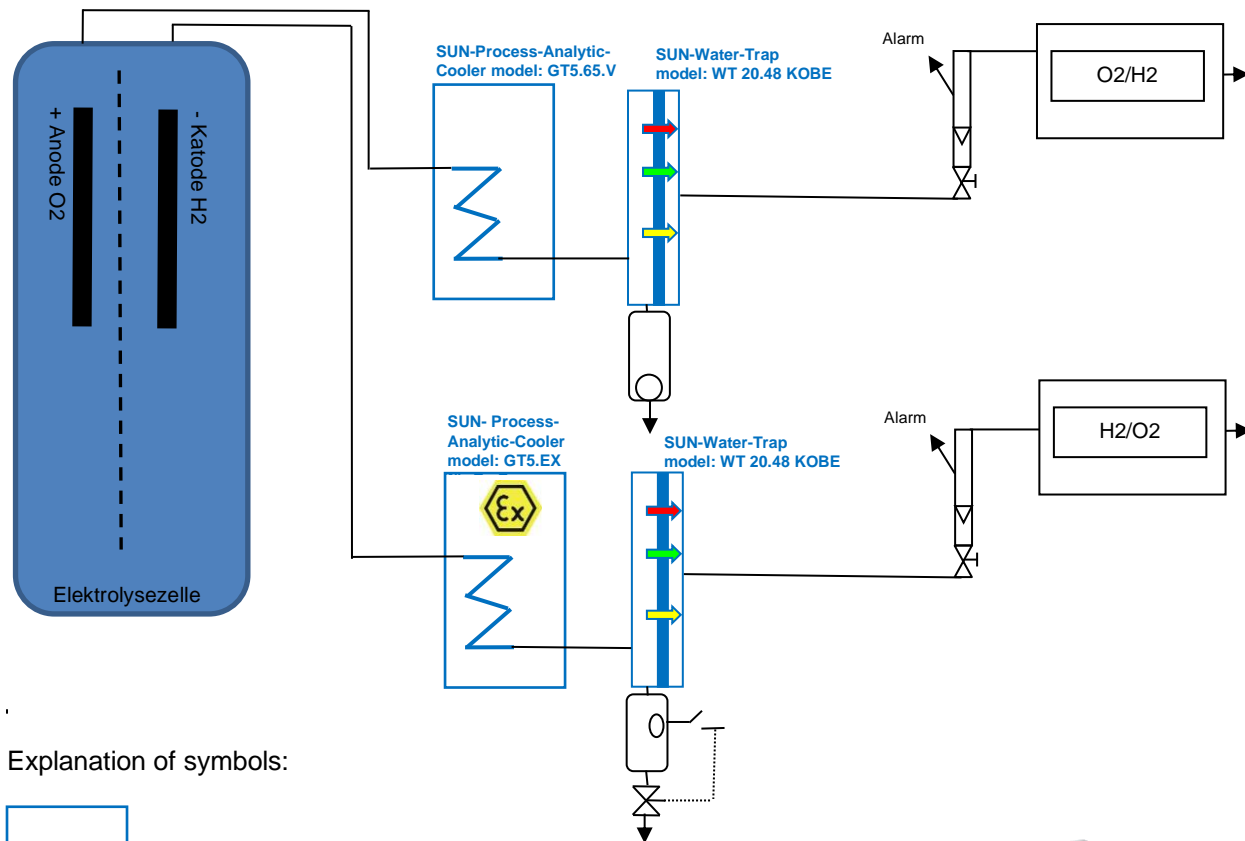 SUN-Process-Analytic-
Cooler model: GT5.65.V
SUN-Water-Trap
model: WT 20.48 KOBE
Alarm
O2/H2
+ Anode O2
- Katode H2
SUN- Process-
Analytic-Cooler
model: GT5.EX
SUN-Water-Trap
model: WT 20.48 KOBE
Alarm
H2/O2
Ex
Elektrolysezelle
Explanation of symbols: